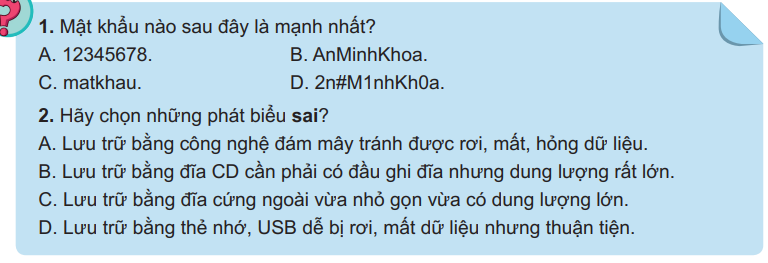 ?
1. Mật khẩu nào sau đây là mạnh nhất?
A. 12345678. B. AnMinhKhoa.
C. matkhau. D. 2n#M1nhKh0a.
2. Hãy chọn những phát biểu sai?
A. Lưu trữ bằng công nghệ đám mây tránh được rơi, mất, hỏng dữ liệu.
B. Lưu trữ bằng đĩa CD cần phải có đầu ghi đĩa nhưng dung lượng rất lớn.
C. Lưu trữ bằng đĩa cứng ngoài vừa nhỏ gọn vừa có dung lượng lớn.
D. Lưu trữ bằng thẻ nhớ, USB dễ bị rơi, mất dữ liệu nhưng thuận tiện.